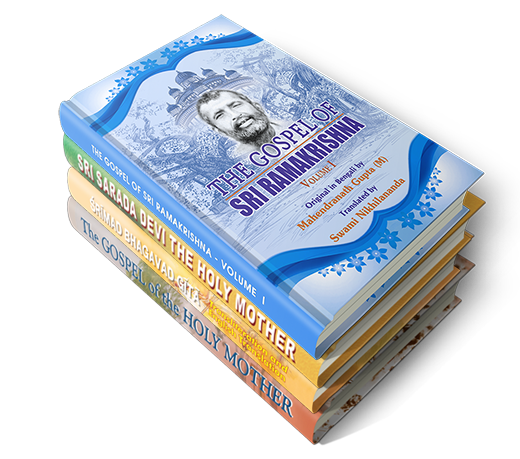 THE GOSPEL OF
SRI RAMAKRISHNA
VOLUME I
Original in Bengali by
Mahendranath Gupta (M)
Translated by
Swami Nikhilananda
THE GOSPEL OF SRI RAMAKRISHNA - VOLUME I
SRI SARADA DEVI THE HOLY MOTHER
SRIMAD BHAGAVAD GITA
The GOSPEL of the HOLY MOTHER